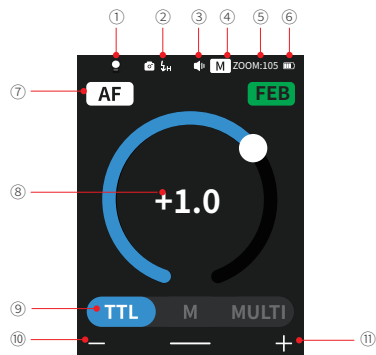 ① ② ③ ④ ⑤ ⑥
H M ZOOM:105
⑦ AF FEB
⑧ +1.0
⑨ TTL M MULTI
⑩ − + ⑪